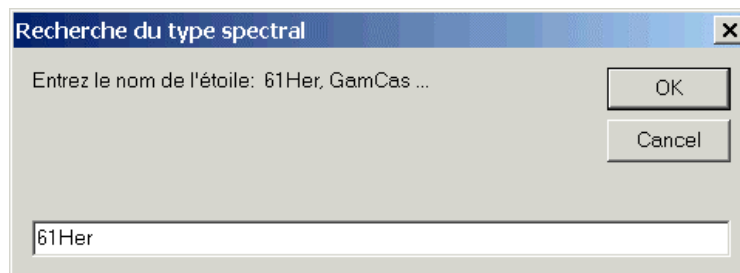 Recherche du type spectral
Entrez le nom de l'étoile: 61Her, GamCas ...
OK
Cancel
61Her